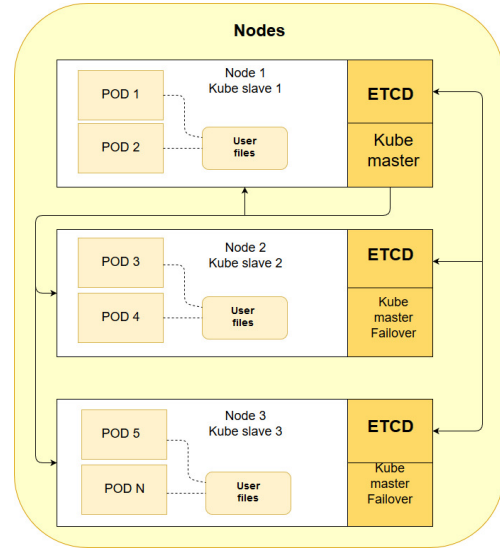 Nodes
Node 1
Kube slave 1
POD 1
POD 2
User
files
ETCD
Kube
master
Node 2
Kube slave 2
POD 3
POD 4
User
files
ETCD
Kube
master
Failover
Node 3
Kube slave 3
POD 5
POD N
User
files
ETCD
Kube
master
Failover